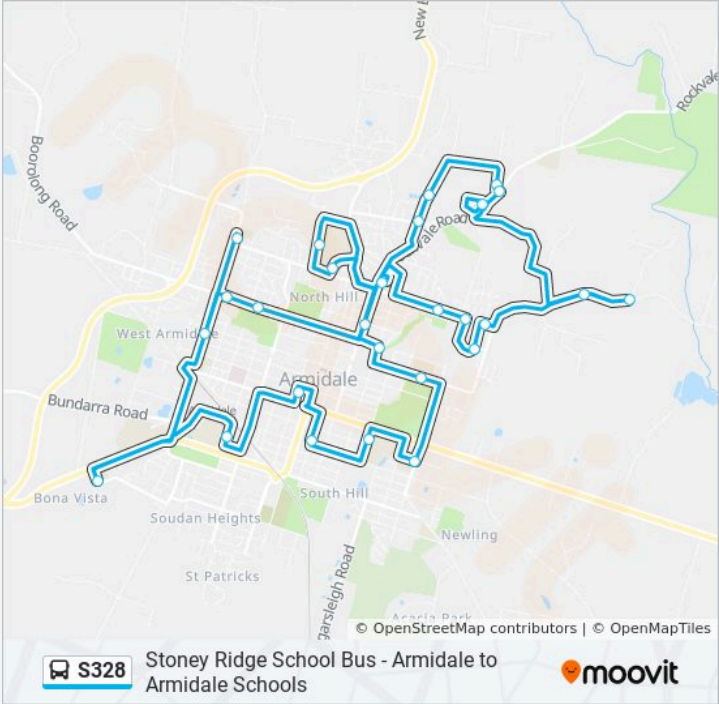 New E
Rockvale
Boorolong Road
vale Road
North Hill
West Armidale
Armidale
Bundarra Road
dale
Bona Vista
South Hill
Soudan Heights
Newling
St Patricks
garsleigh Road
Acacia Park
© OpenStreetMap contributors | © OpenMapTiles
S328
Stoney Ridge School Bus - Armidale to
Armidale Schools
moovit